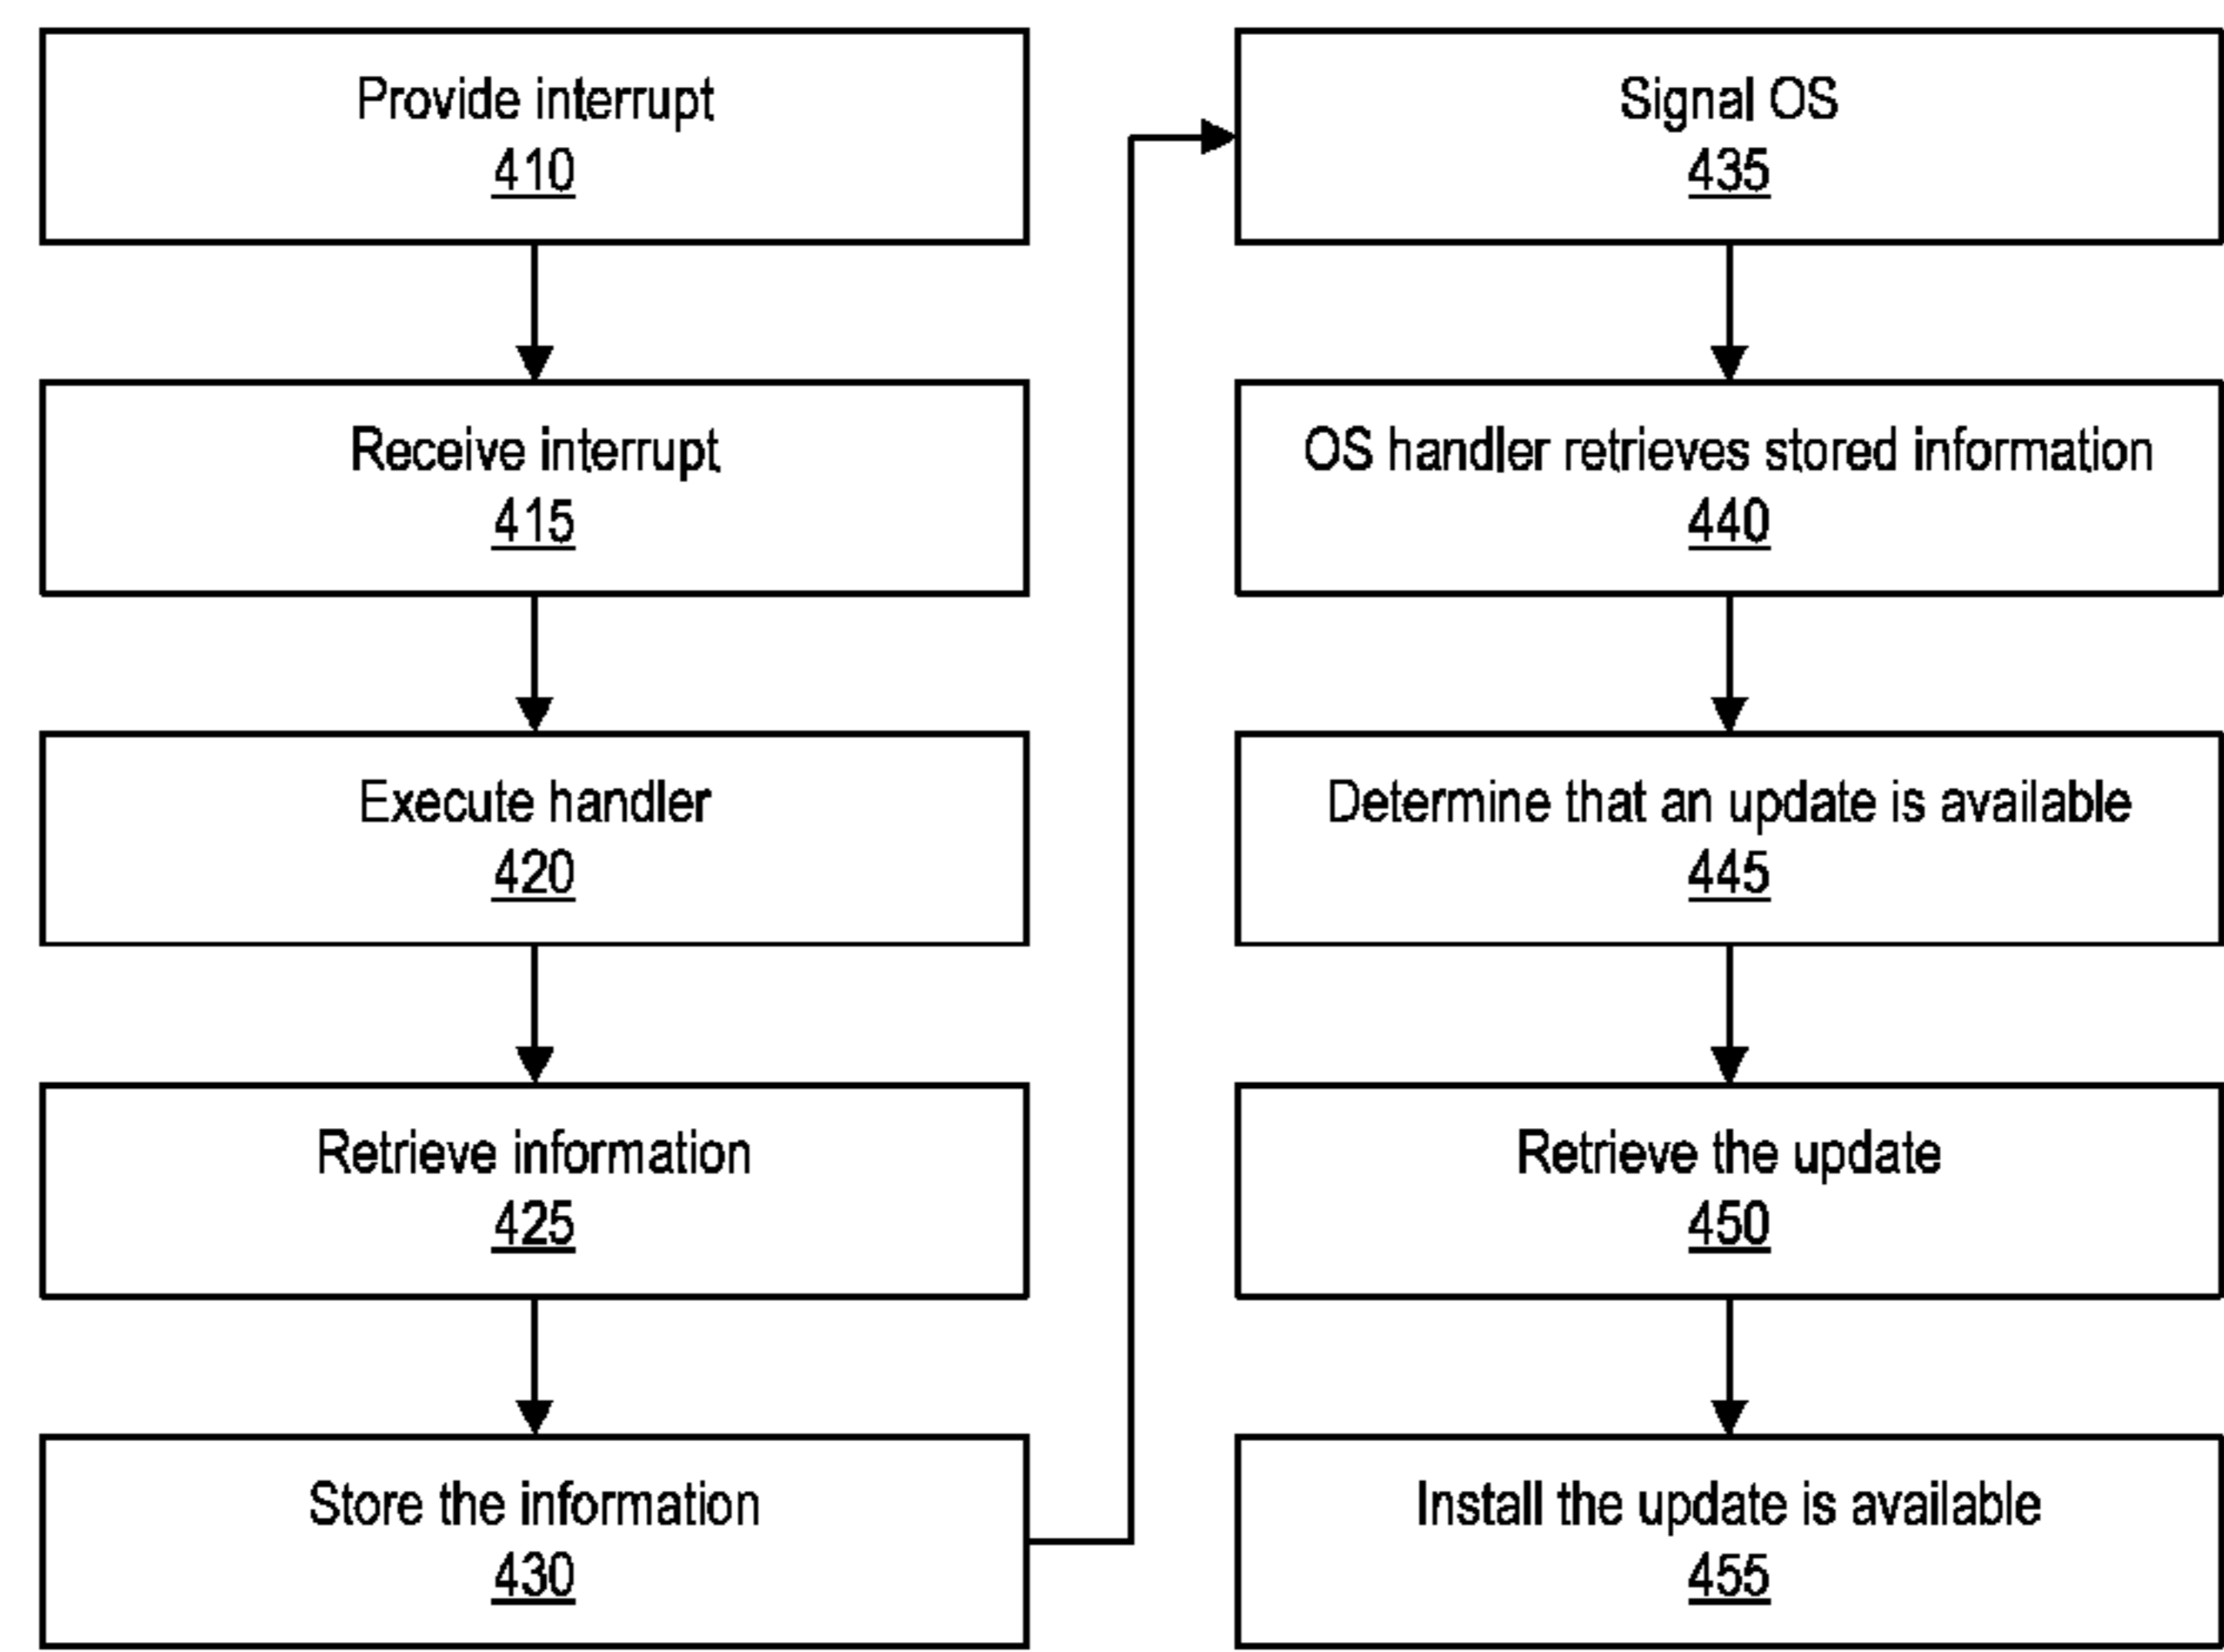 Provide interrupt
410
Receive interrupt
415
Execute handler
420
Retrieve information
425
Store the information
430
Signal OS
435
OS handler retrieves stored information
440
Determine that an update is available
445
Retrieve the update
450
Install the update is available
455